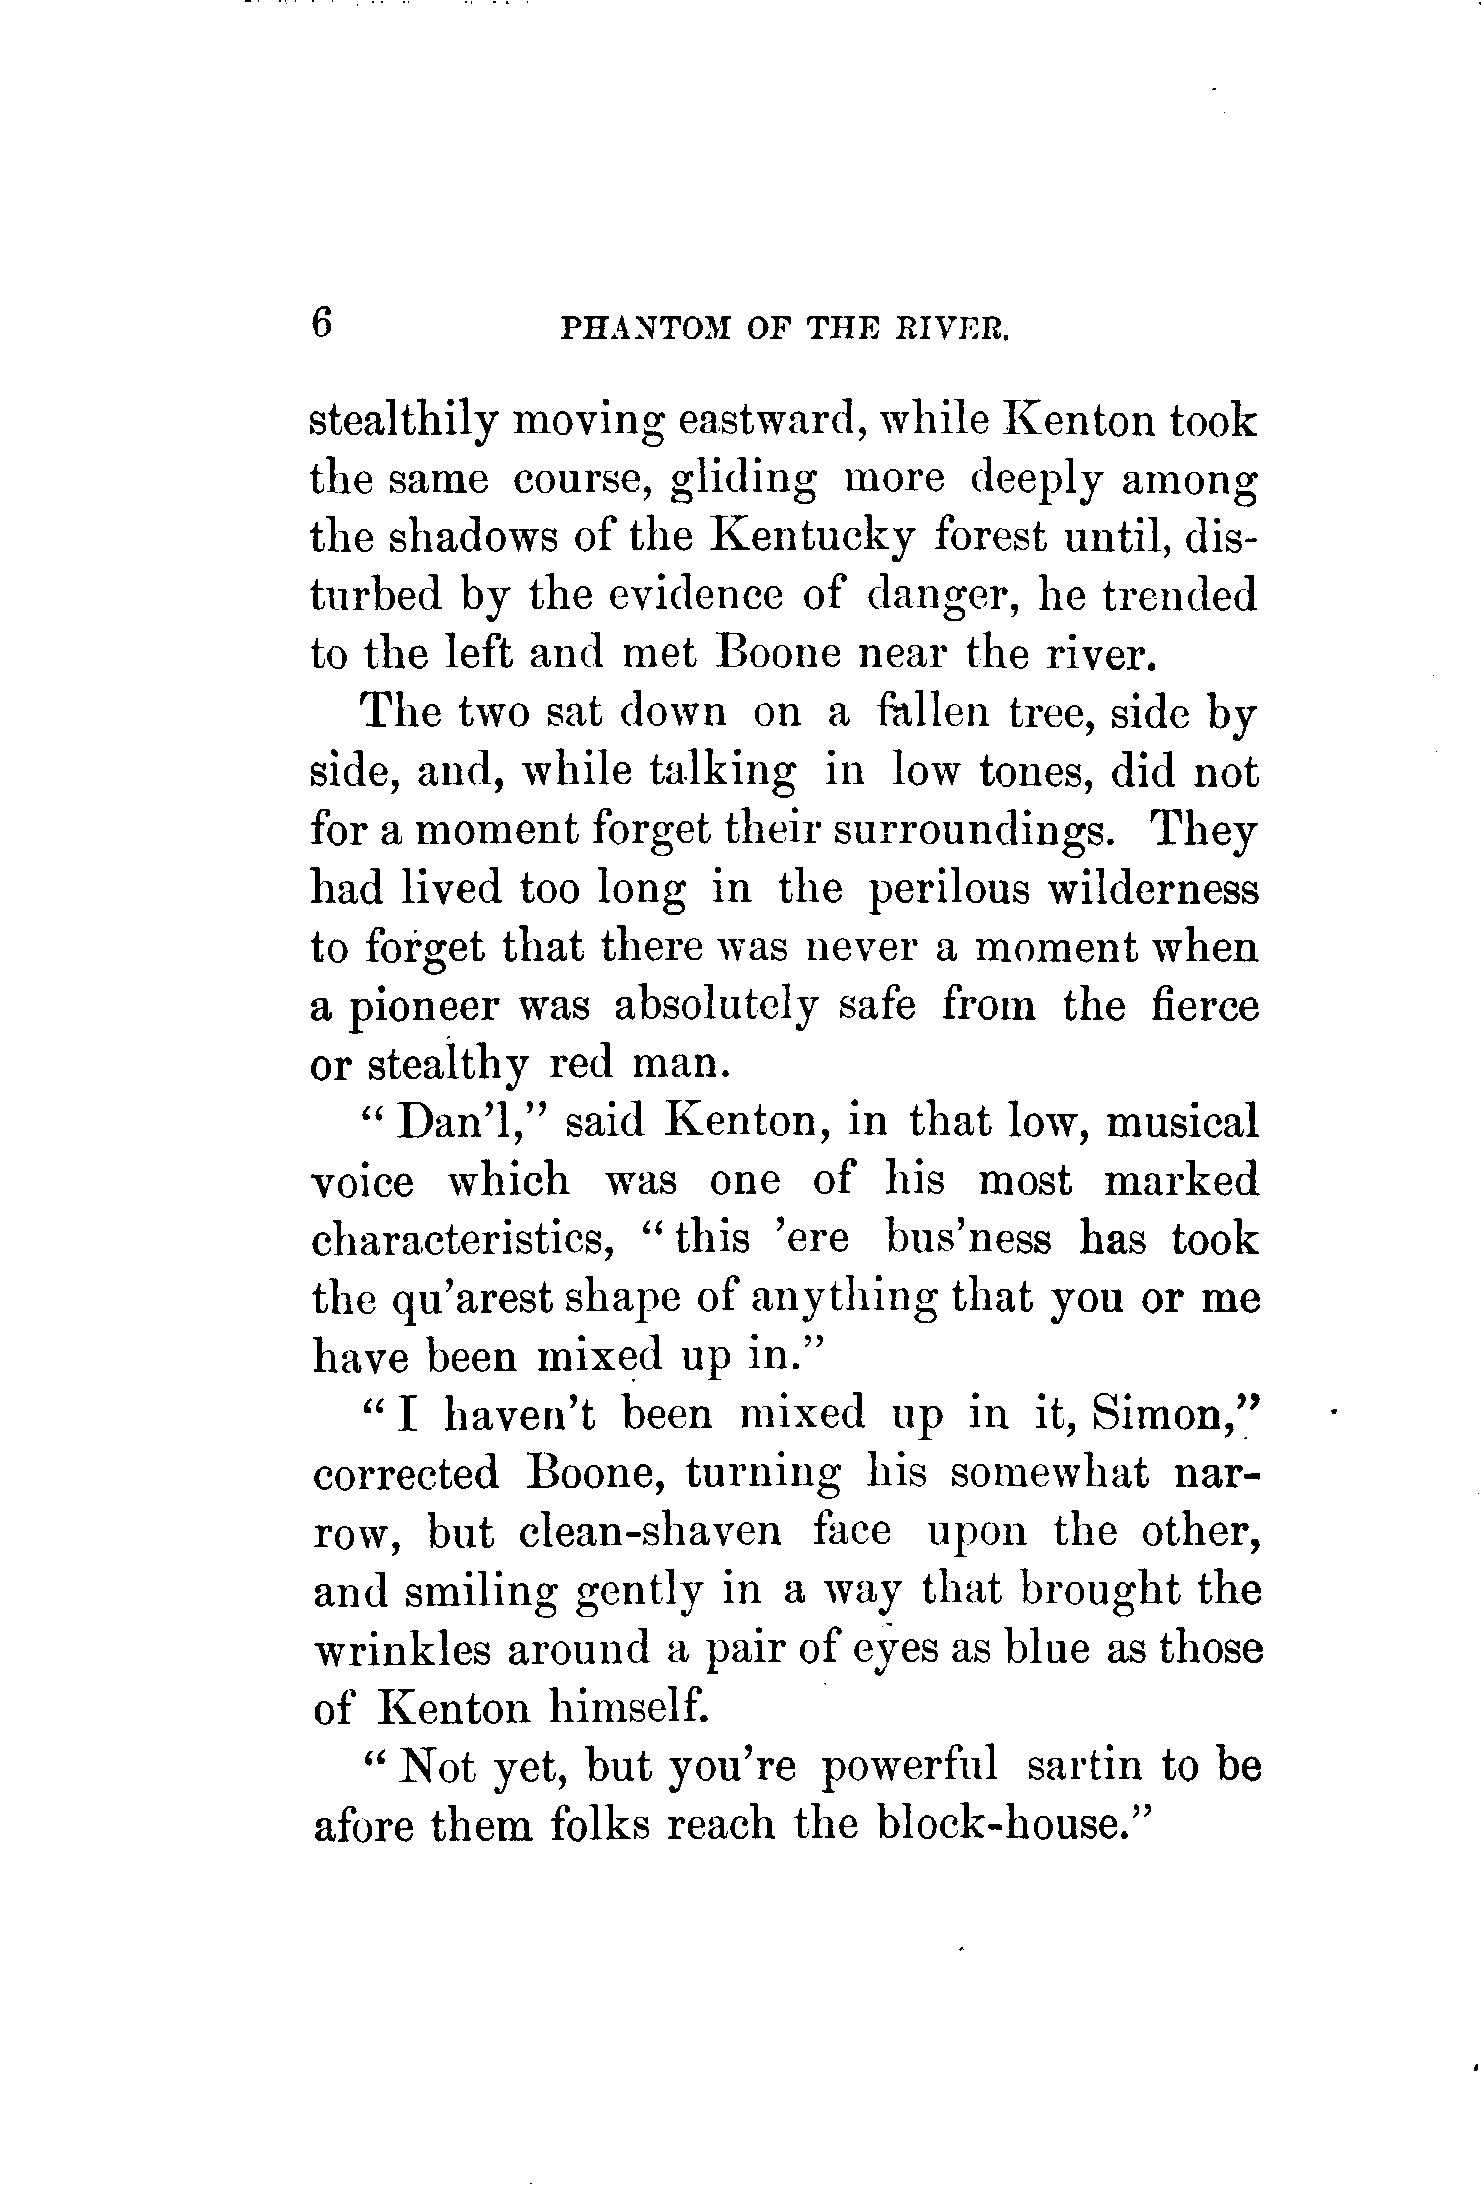 6 PHANTOM OF THE RIVER.
stealthily moving eastward, while Kenton took
the same course, gliding more deeply among
the shadows of the Kentucky forest until, dis-
turbed by the evidence of danger, he trended
to the left and met Boone near the river.
The two sat down on a fallen tree, side by
side, and, while talking in low tones, did not
for a moment forget their surroundings. They
had lived too long in the perilous wilderness
to forget that there was never a moment when
a pioneer was absolutely safe from the fierce
or stealthy red man.
“ Dan’l,” said Kenton, in that low, musical
voice which was one of his most marked
characteristics, “ this ’ere bus’ness has took
the qu’arest shape of anything that you or me
have been mixed up in.”
“ I haven’t been mixed up in it, Simon,”
corrected Boone, turning his somewhat nar-
row, but clean-shaven face upon the other,
and smiling gently in a way that brought the
wrinkles around a pair of eyes as blue as those
of Kenton himself.
“ Not yet, but you’re powerful sartin to be
afore them folks reach the block-house.”